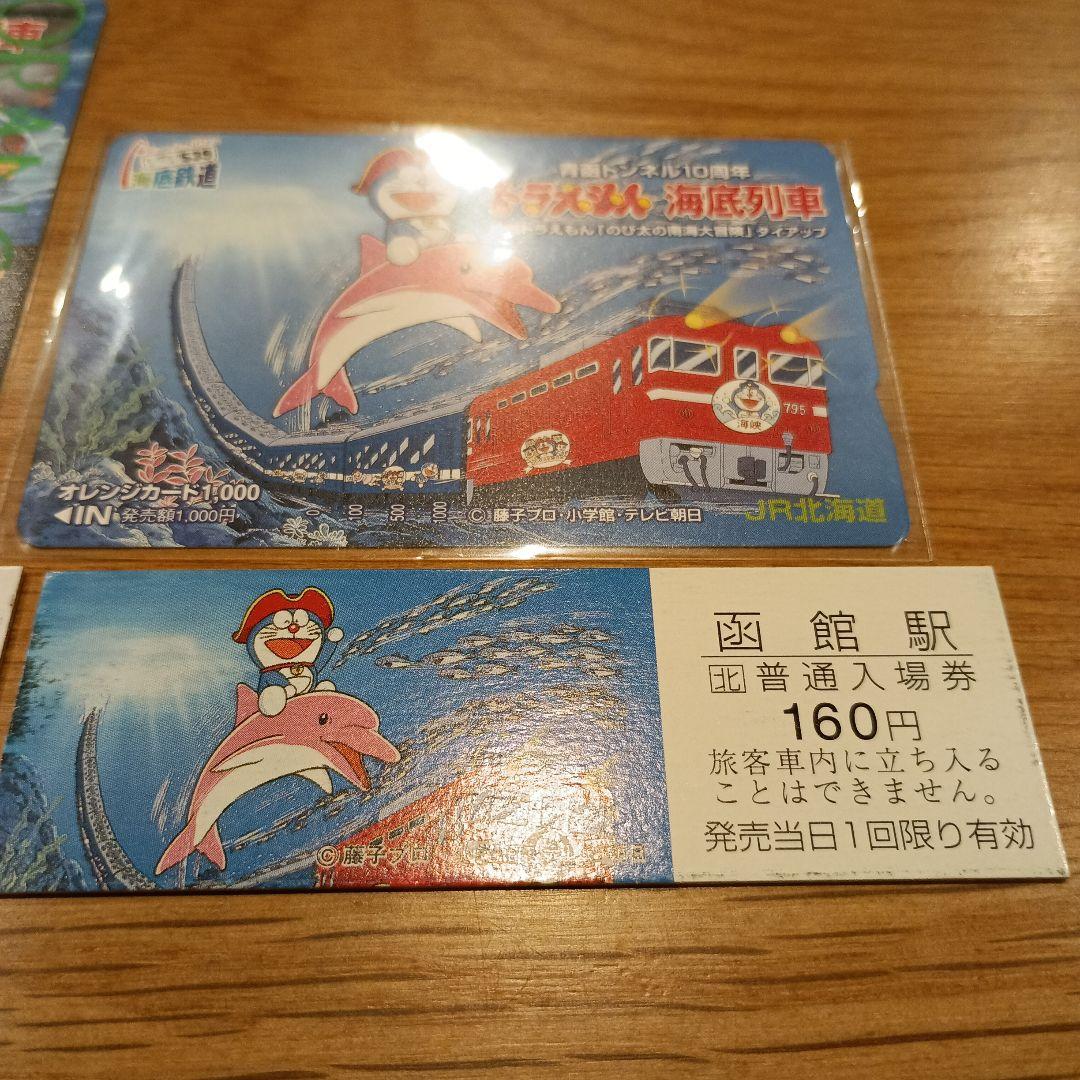 海底鉄道
青函トンネル10周年
ドラえもん海底列車
ドラえもん「のび太の南海大冒険」タイアップ
795
海峡
オレンジカード1,000
◀IN 発売額1,000円
0 100 500 1000
© 藤子プロ・小学館・テレビ朝日
JR北海道
函館駅
北 普通入場券
160円
旅客車内に立ち入る
ことはできません。
発売当日1回限り有効
© 藤子プロ